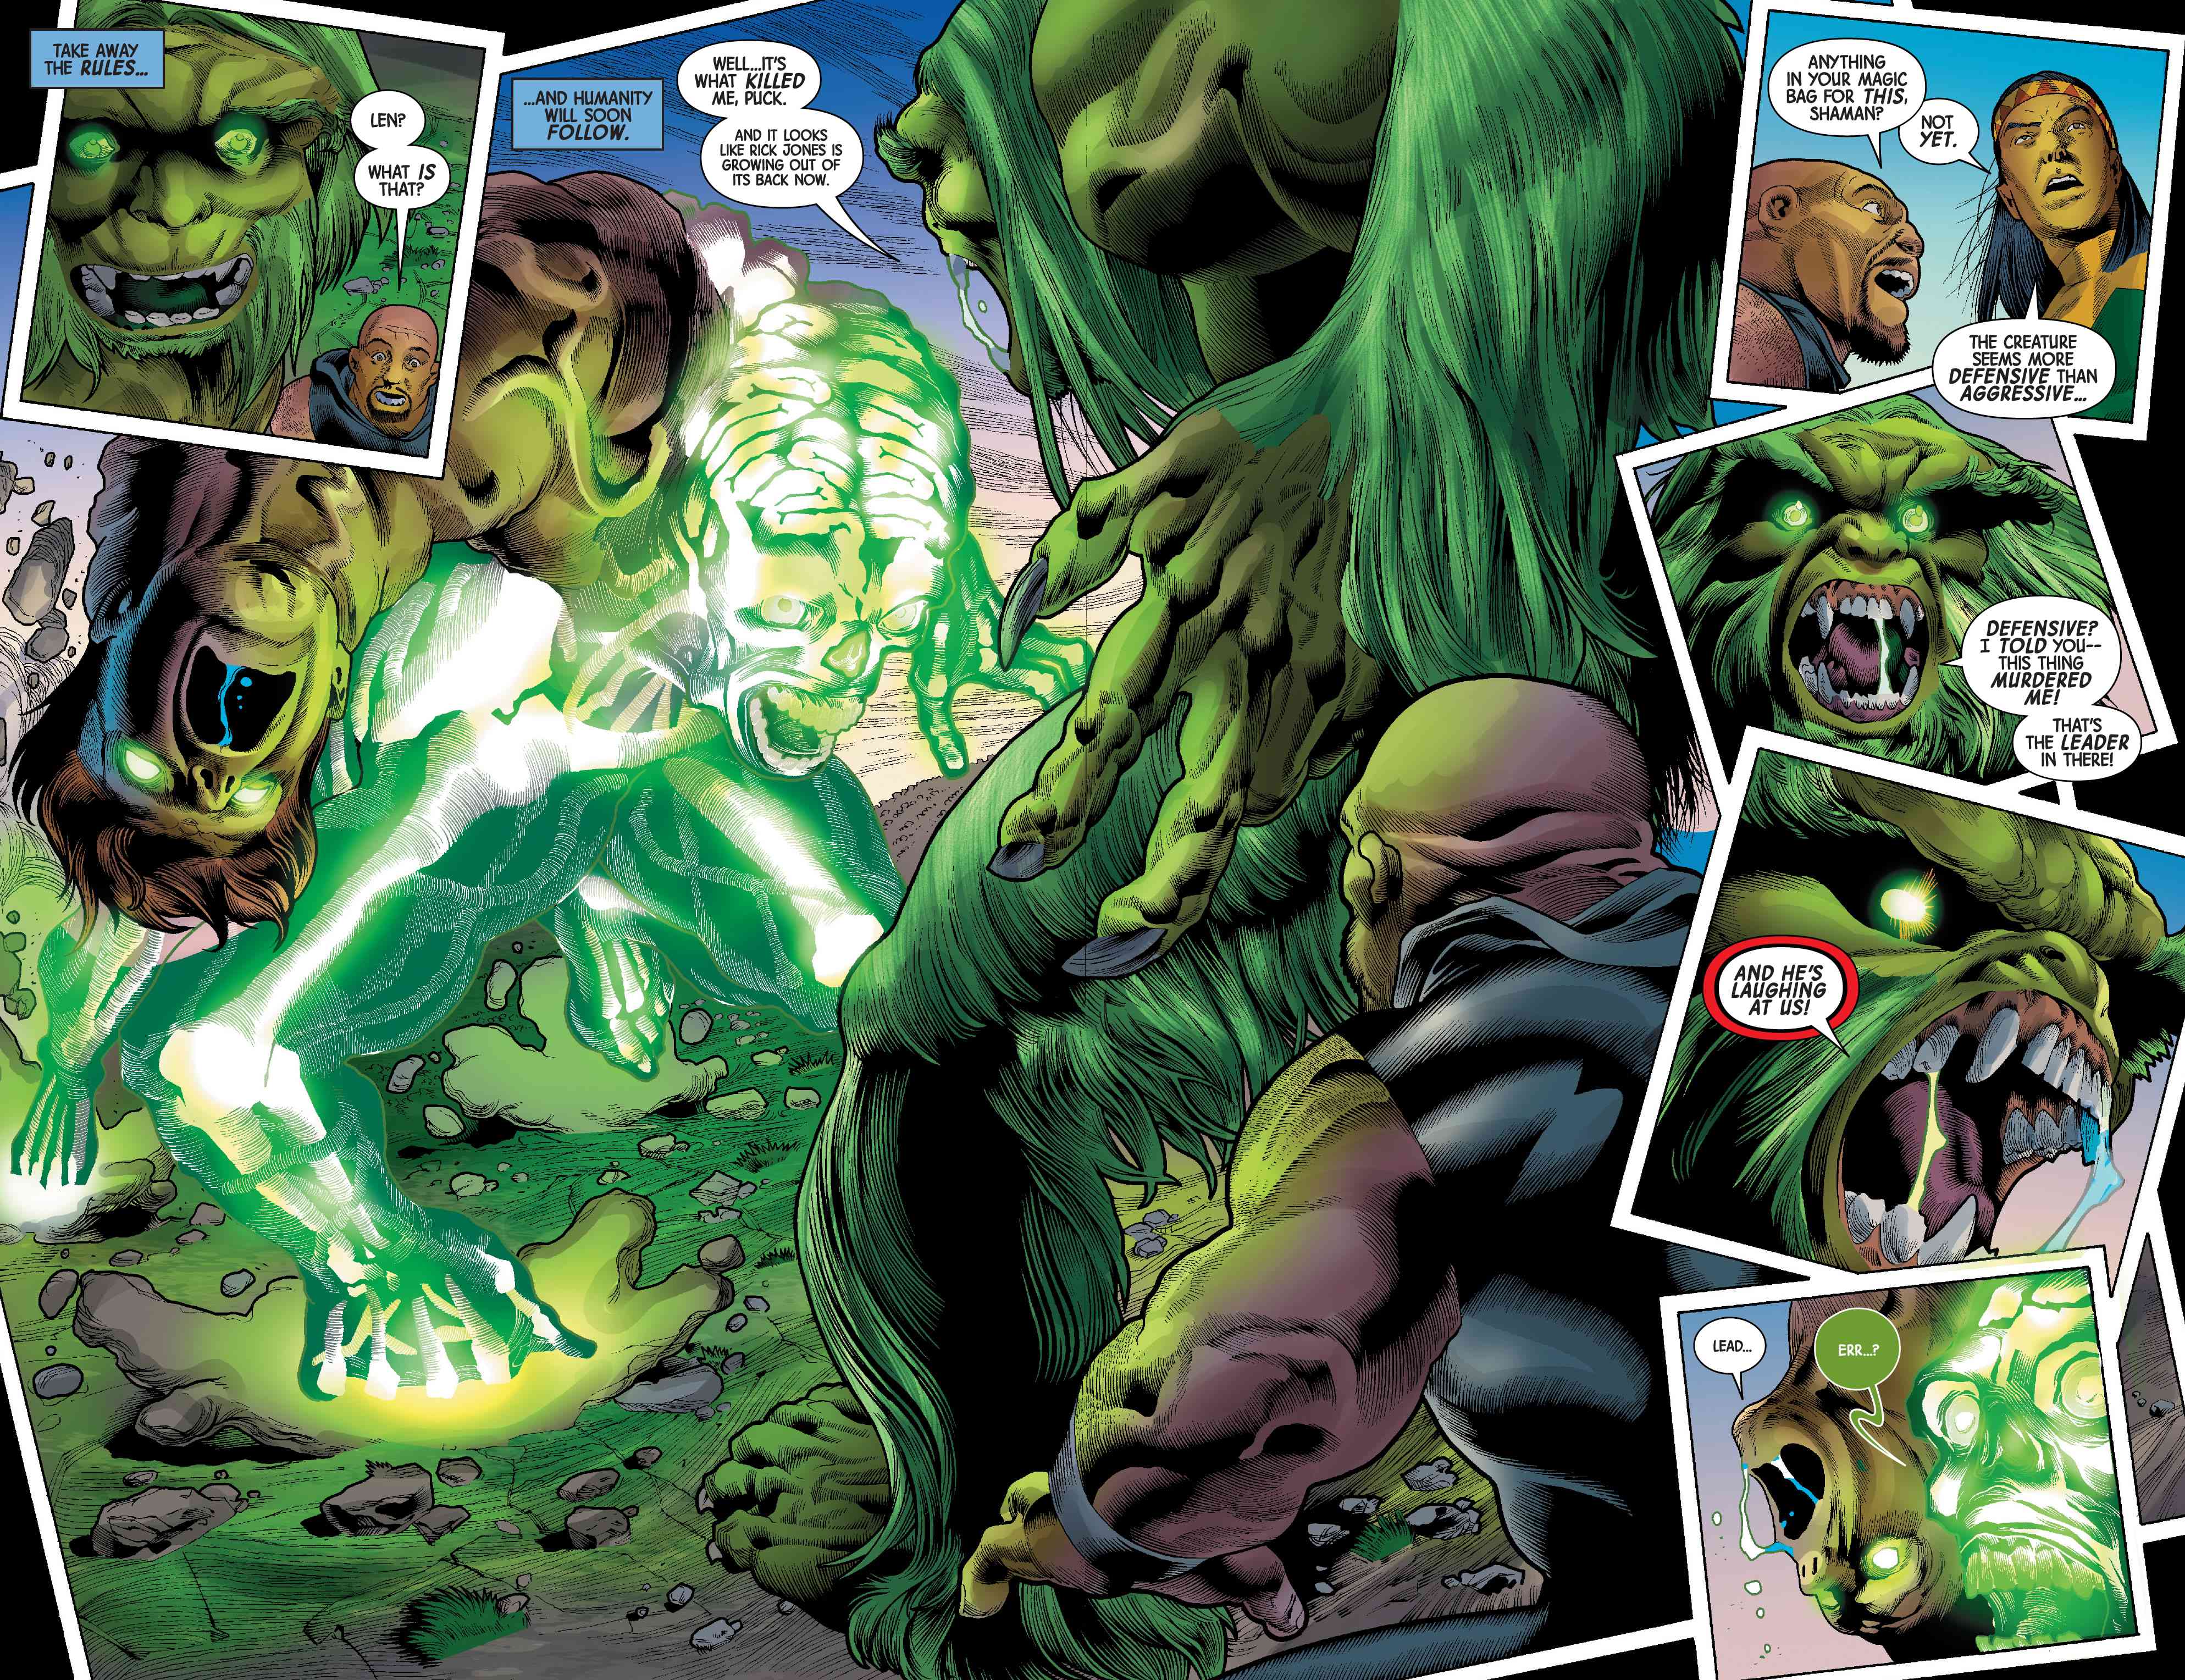 TAKE AWAY
THE RULES...
LEN?
WHAT IS
THAT?
...AND HUMANITY
WILL SOON
FOLLOW.
WELL...IT'S
WHAT KILLED
ME, PUCK.
AND IT LOOKS
LIKE RICK JONES IS
GROWING OUT OF
ITS BACK NOW.
ANYTHING
IN YOUR MAGIC
BAG FOR THIS,
SHAMAN?
NOT
YET.
THE CREATURE
SEEMS MORE
DEFENSIVE THAN
AGGRESSIVE...
DEFENSIVE?
I TOLD YOU--
THIS THING
MURDERED
ME!
THAT'S
THE LEADER
IN THERE!
AND HE'S
LAUGHING
AT US!
LEAD...
ERR...?